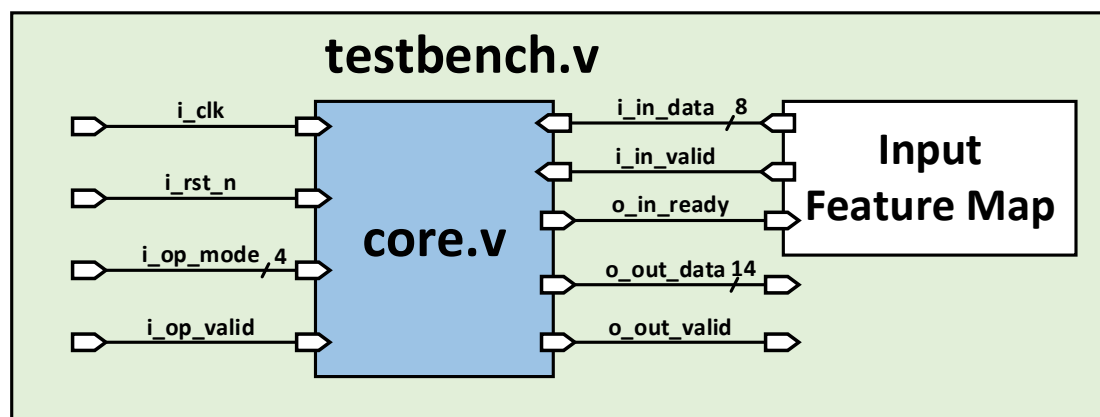 testbench.v
i_clk
i_rst_n
i_op_mode 4
i_op_valid
core.v
i_in_data 8
i_in_valid
o_in_ready
o_out_data 14
o_out_valid
Input
Feature Map